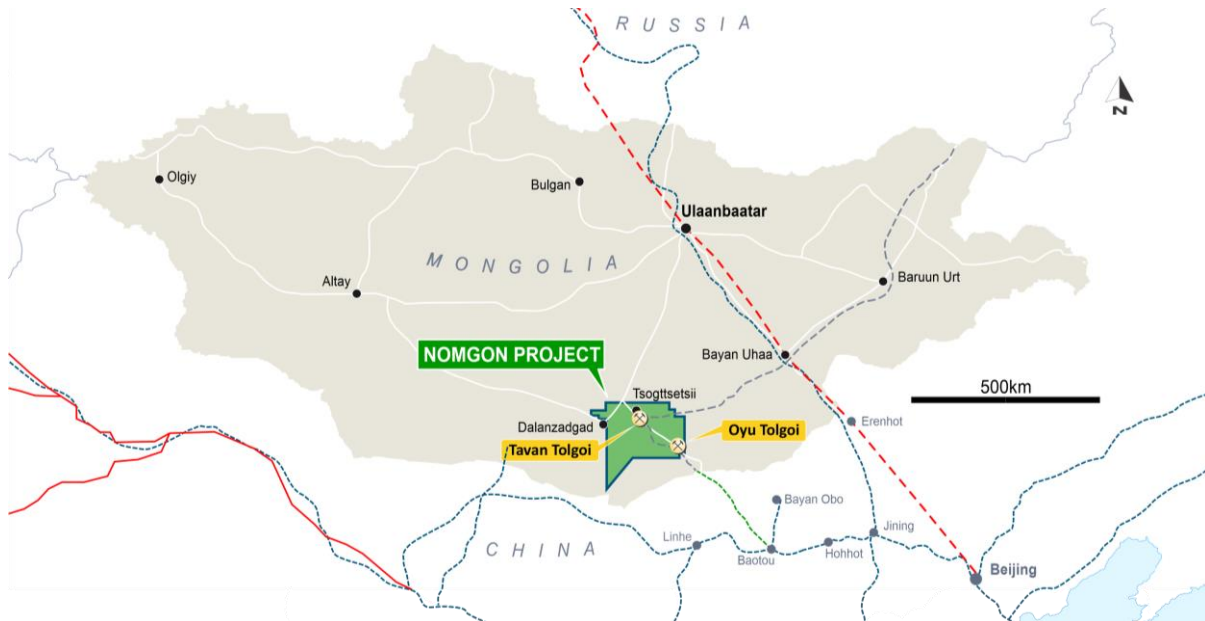 RUSSIA
N
Olgiy
Bulgan
Ulaanbaatar
MONGOLIA
Altay
Baruun Urt
NOMGON PROJECT
Bayan Uhaa
500km
Tsogttsetsii
Dalanzadgad
Erenhot
Tavan Tolgoi
Oyu Tolgoi
Bayan Obo
CHINA
Linhe
Jining
Baotou
Hohhot
Beijing